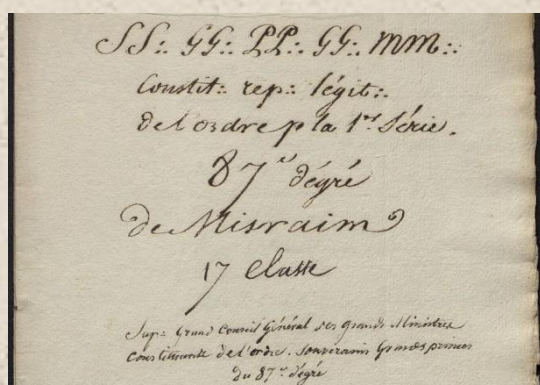 SS∴ GG∴ PP∴ GG∴ MM∴
Constit∴ rep∴ légit∴
de l'ordre p la 1re Série.
87e dégré
de Misraim
17 Classe
Sup∴ Grand Conseil Général des grands Ministres
Constituants de l'ordre. Souverains Grands princes
du 87e dégré